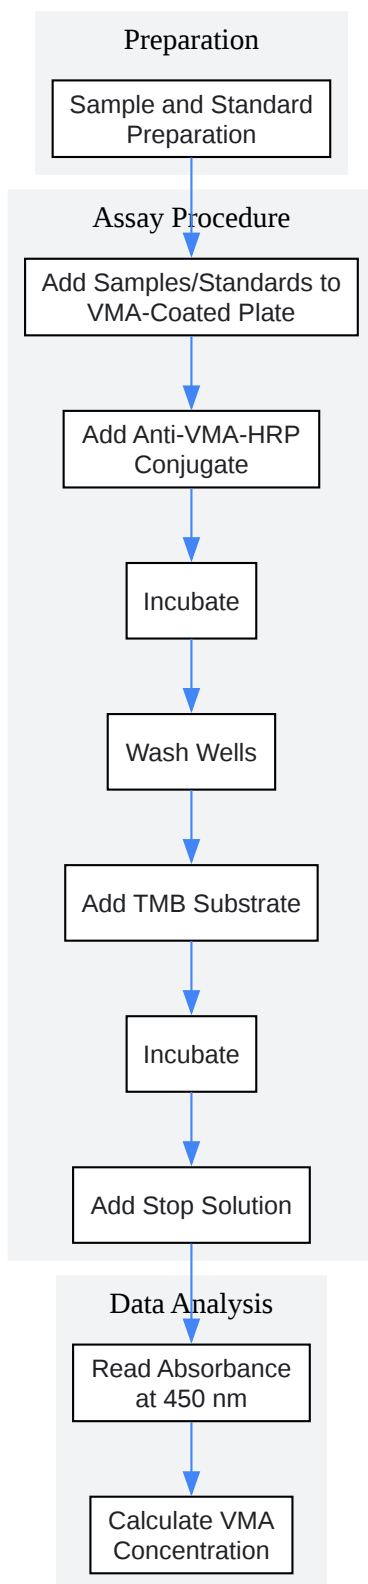 Preparation
Sample and Standard
Preparation
Assay Procedure
Add Samples/Standards to
VMA-Coated Plate
Add Anti-VMA-HRP
Conjugate
Incubate
Wash Wells
Add TMB Substrate
Incubate
Add Stop Solution
Data Analysis
Read Absorbance
at 450 nm
Calculate VMA
Concentration